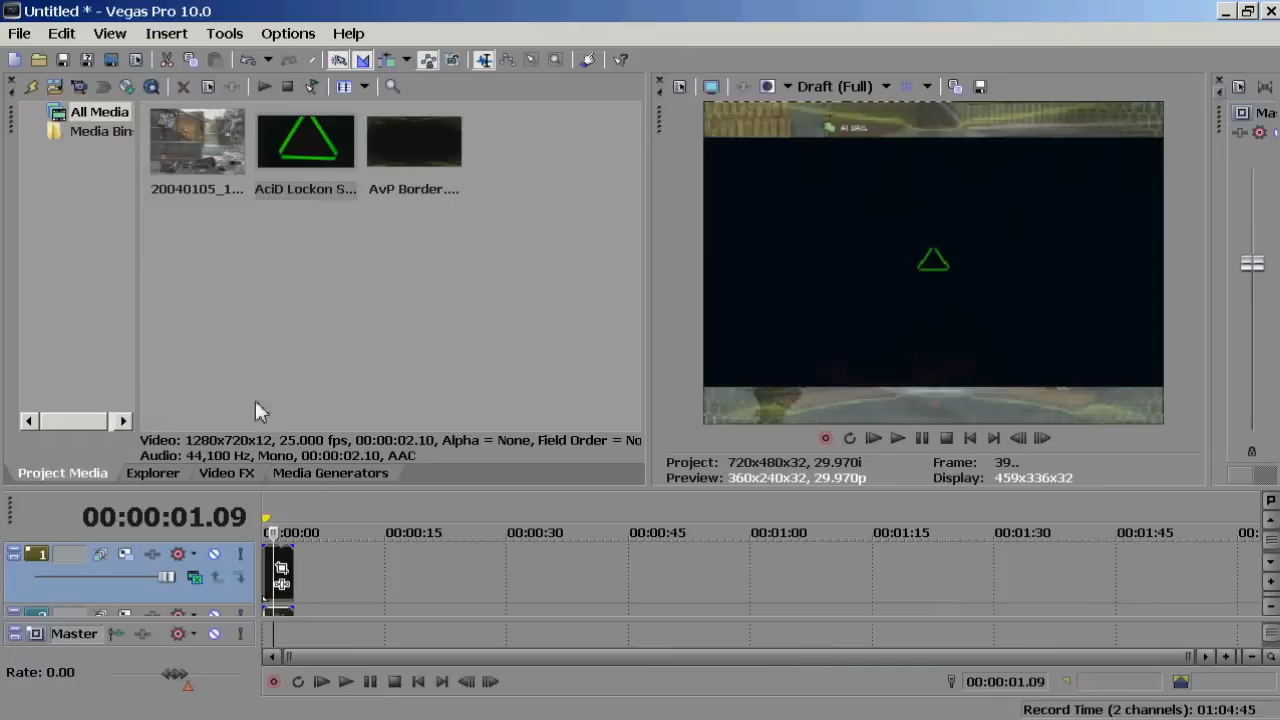 Untitled * - Vegas Pro 10.0
File Edit View Insert Tools Options Help
All Media
Media Bin
20040105_1... AciD Lockon S... AvP Border....
Draft (Full)
Ma
Video: 1280x720x12, 25.000 fps, 00:00:02.10, Alpha = None, Field Order = No
Audio: 44,100 Hz, Mono, 00:00:02.10, AAC
Project Media Explorer Video FX Media Generators
Project: 720x480x32, 29.970i Frame: 39..
Preview: 360x240x32, 29.970p Display: 459x336x32
00:00:01.09
:00:00 00:00:15 00:00:30 00:00:45 00:01:00 00:01:15 00:01:30 00:01:45 00:
1
Master
Rate: 0.00
00:00:01.09
Record Time (2 channels): 01:04:45